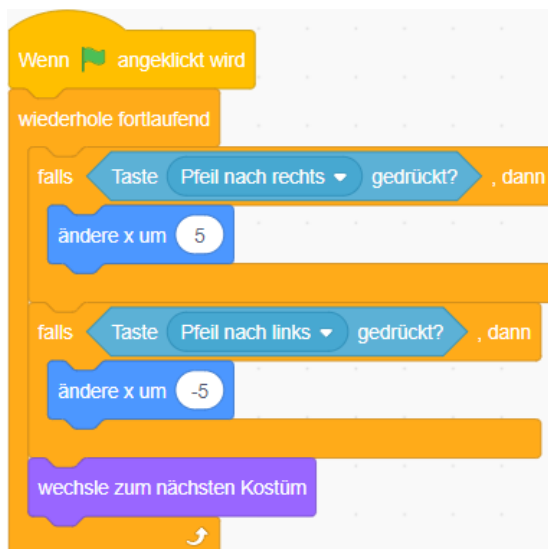 Wenn angeklickt wird
wiederhole fortlaufend
falls Taste Pfeil nach rechts gedrückt? , dann
ändere x um 5
falls Taste Pfeil nach links gedrückt? , dann
ändere x um -5
wechsle zum nächsten Kostüm